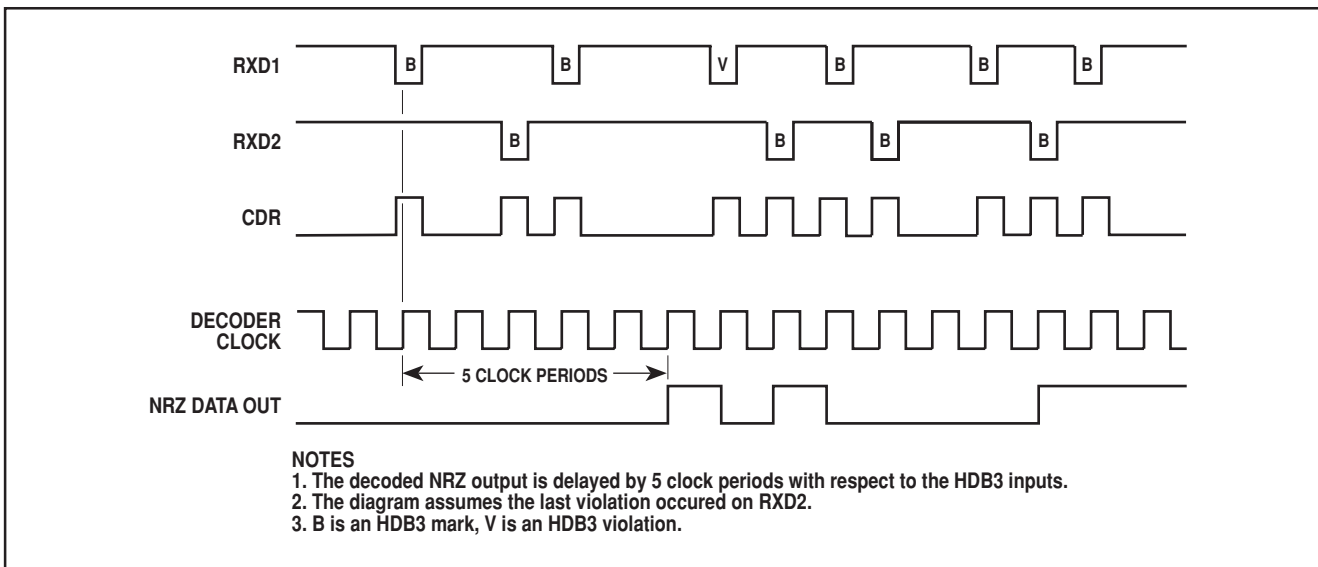 RXD1 B B V B B B
RXD2 B B B B
CDR
DECODER
CLOCK
5 CLOCK PERIODS
NRZ DATA OUT
NOTES
1. The decoded NRZ output is delayed by 5 clock periods with respect to the HDB3 inputs.
2. The diagram assumes the last violation occured on RXD2.
3. B is an HDB3 mark, V is an HDB3 violation.